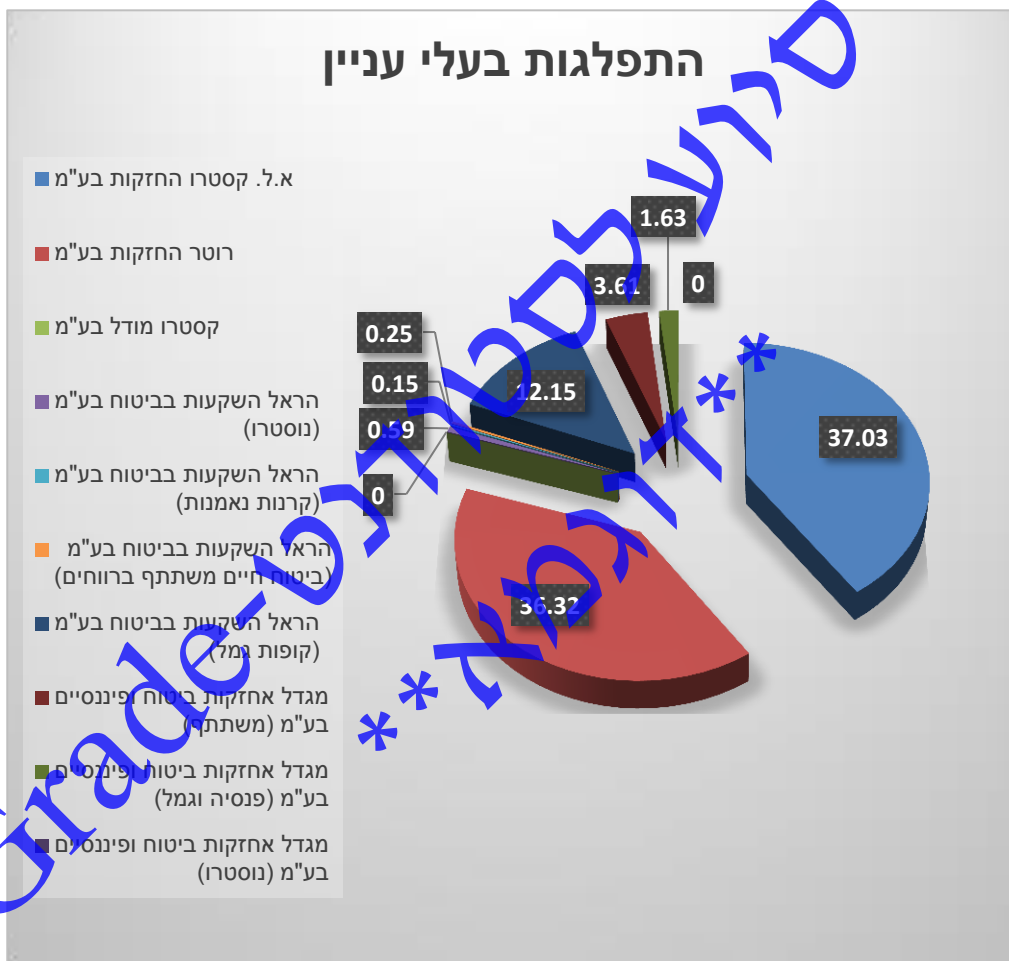 התפלגות בעלי עניין
א.ל. קסטרו החזקות בע"מ
רוטר החזקות בע"מ
קסטרו מודל בע"מ
הראל השקעות בביטוח בע"מ
(נוסטרו)
הראל השקעות בביטוח בע"מ
(קרנות נאמנות)
הראל השקעות בביטוח בע"מ
(ביטוח חיים משתתף ברווחים)
הראל השקעות בביטוח בע"מ
(קופות גמל)
מגדל אחזקות ביטוח ופיננסיים
בע"מ (משתתף)
מגדל אחזקות ביטוח ופיננסיים
בע"מ (פנסיה וגמל)
מגדל אחזקות ביטוח ופיננסיים
בע"מ (נוסטרו)
1.63
3.61
0
0.25
0.15
12.15
0.59
37.03
0
36.32
סייע לסטודנט-Grade